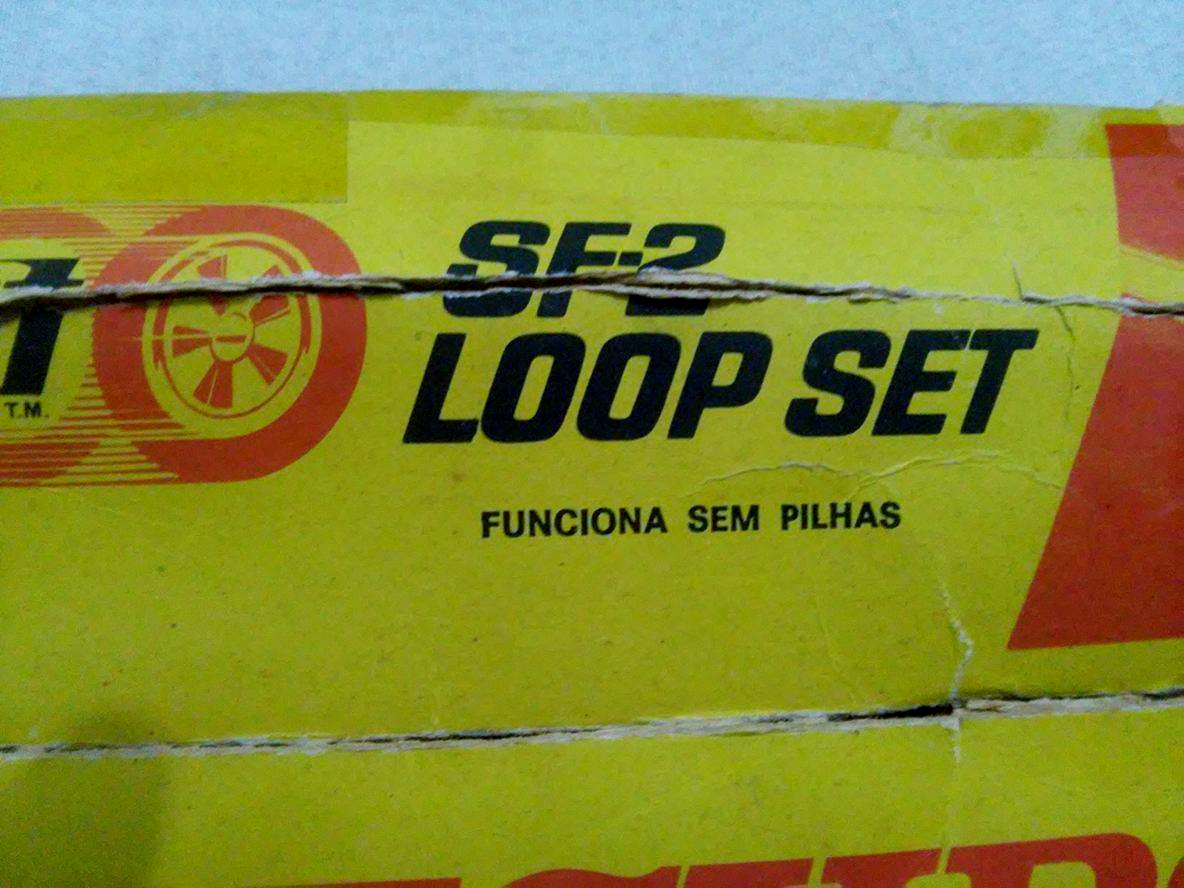 SF-2
LOOP SET
T.M.
FUNCIONA SEM PILHAS